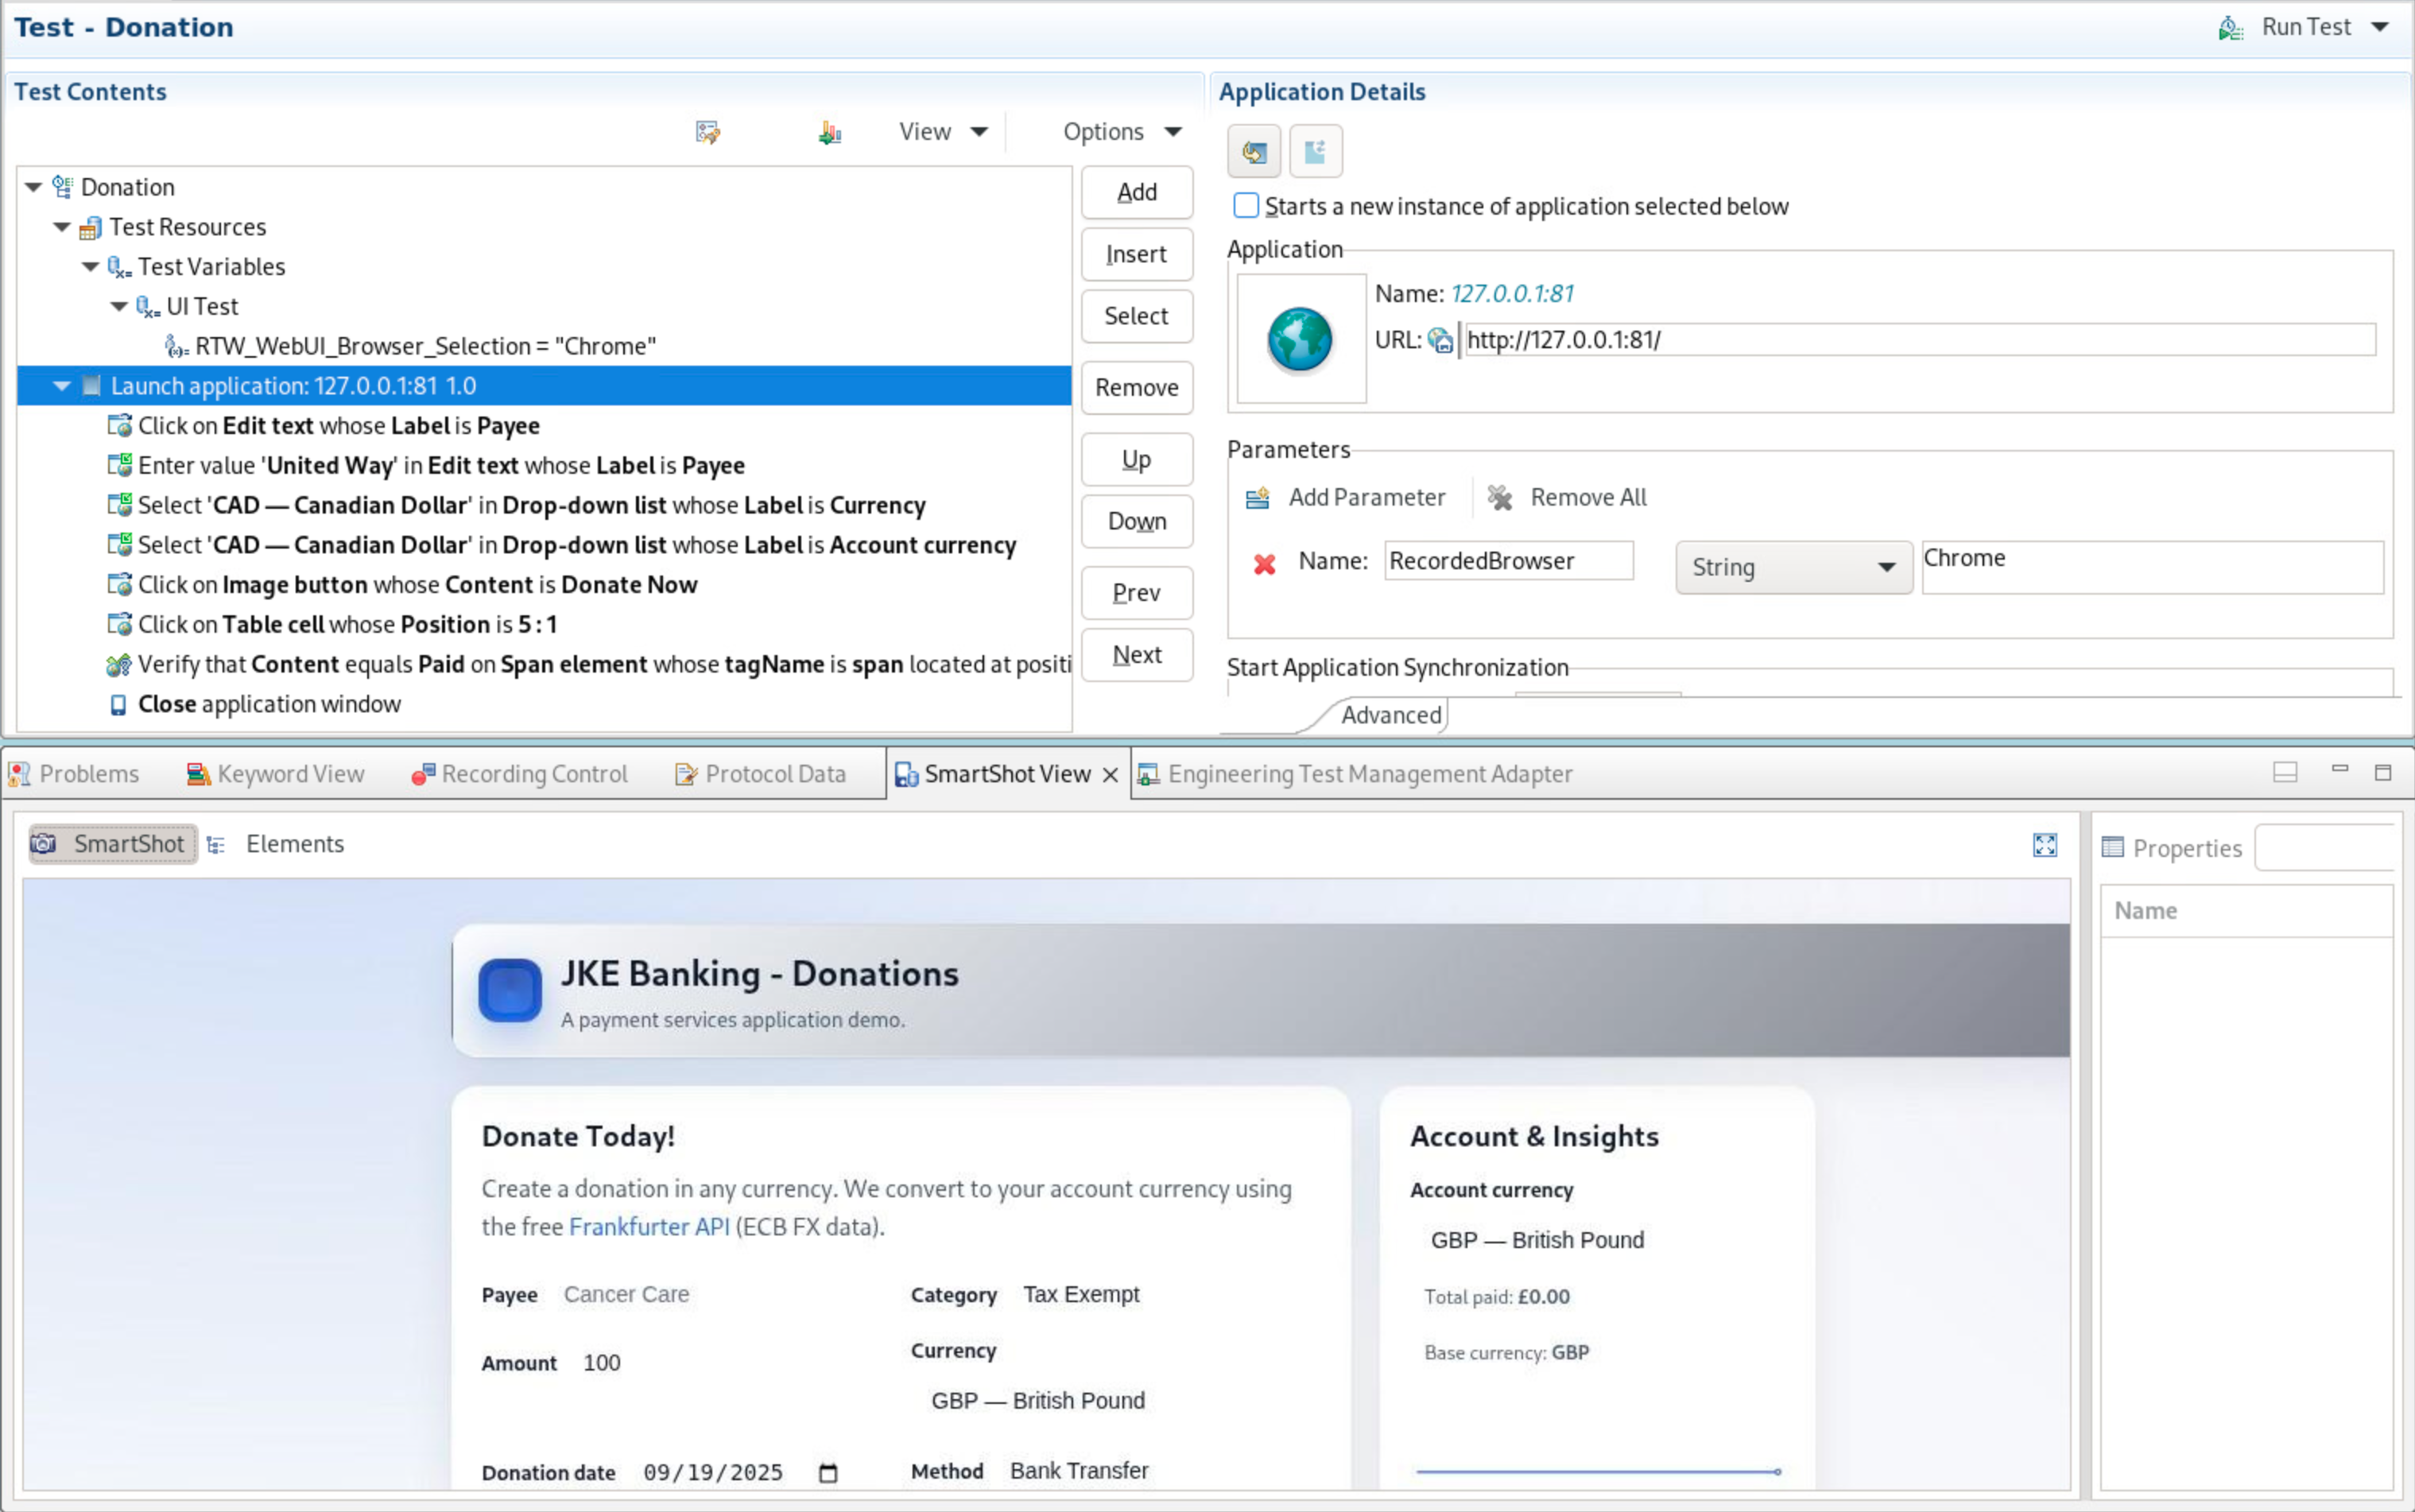 Test - Donation
Run Test
Test Contents
View
Options
Donation
Test Resources
Test Variables
UI Test
RTW_WebUI_Browser_Selection = "Chrome"
Launch application: 127.0.0.1:81 1.0
Click on Edit text whose Label is Payee
Enter value 'United Way' in Edit text whose Label is Payee
Select 'CAD — Canadian Dollar' in Drop-down list whose Label is Currency
Select 'CAD — Canadian Dollar' in Drop-down list whose Label is Account currency
Click on Image button whose Content is Donate Now
Click on Table cell whose Position is 5 : 1
Verify that Content equals Paid on Span element whose tagName is span located at positi
Close application window
Add
Insert
Select
Remove
Up
Down
Prev
Next
Application Details
Starts a new instance of application selected below
Application
Name: 127.0.0.1:81
URL: http://127.0.0.1:81/
Parameters
Add Parameter
Remove All
Name: RecordedBrowser String Chrome
Start Application Synchronization
Advanced
Problems
Keyword View
Recording Control
Protocol Data
SmartShot View
Engineering Test Management Adapter
SmartShot
Elements
JKE Banking - Donations
A payment services application demo.
Donate Today!
Create a donation in any currency. We convert to your account currency using
the free Frankfurter API (ECB FX data).
Payee Cancer Care
Category Tax Exempt
Amount 100
Currency
GBP — British Pound
Donation date 09/19/2025
Method Bank Transfer
Account & Insights
Account currency
GBP — British Pound
Total paid: £0.00
Base currency: GBP
Properties
Name